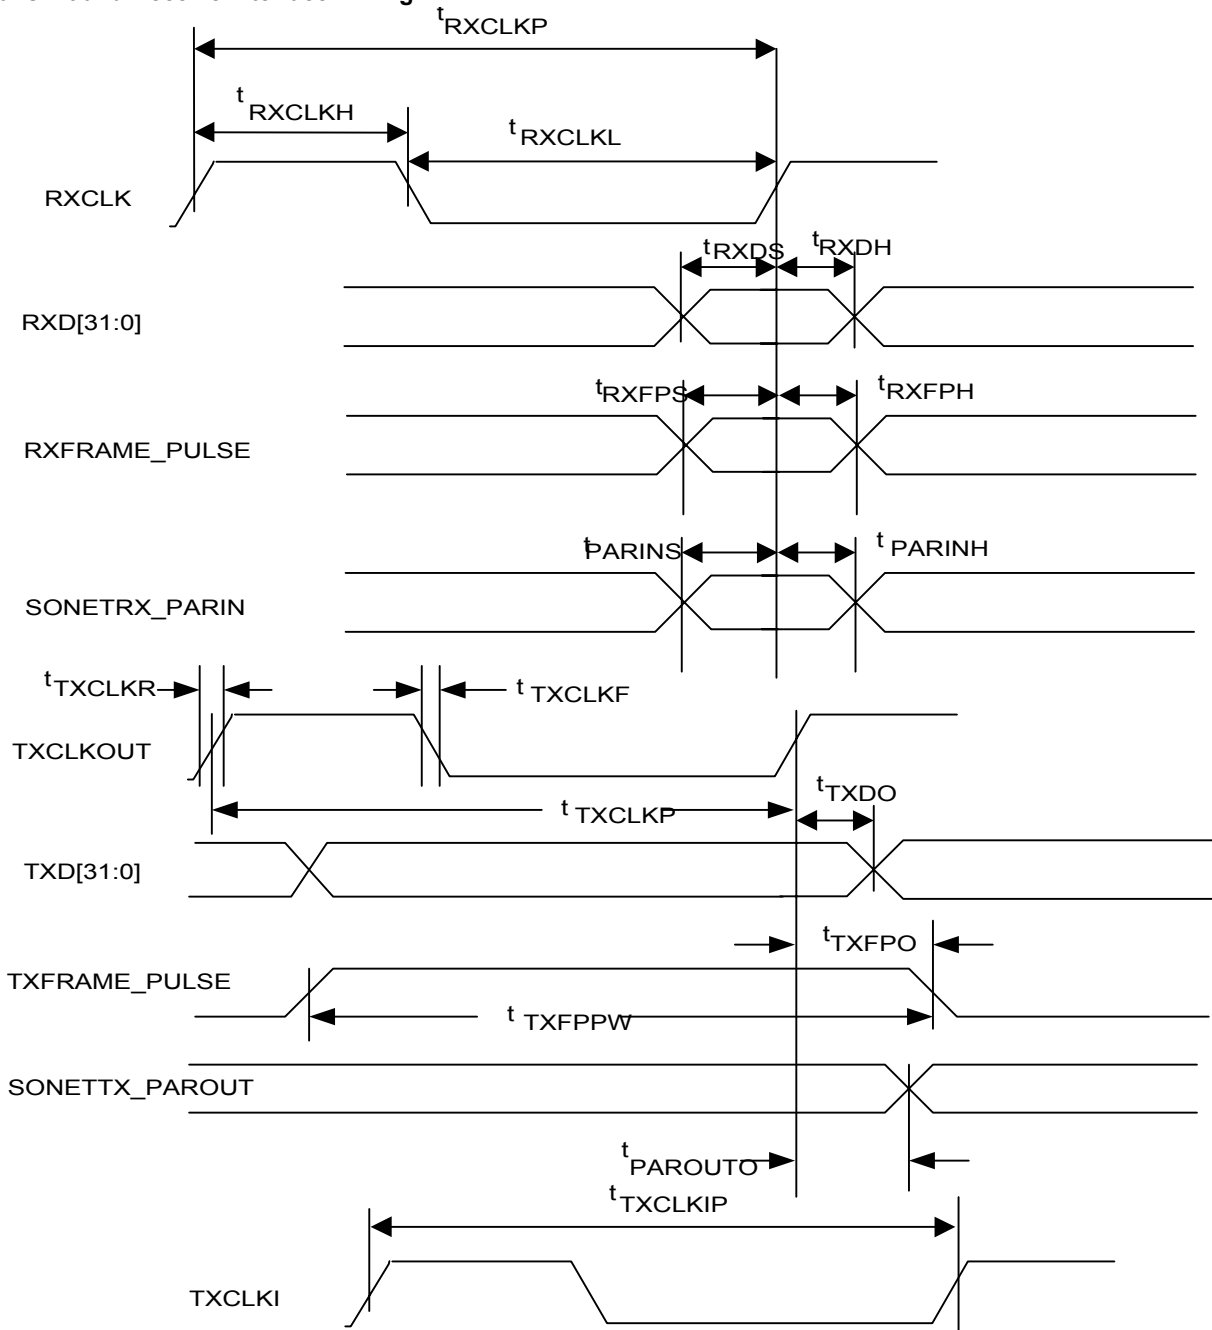 tRXCLKP
tRXCLKH
tRXCLKL
RXCLK
tRXDS
tRXDH
RXD[31:0]
tRXFPS
tRXFPH
RXFRAME_PULSE
tPARINS
tPARINH
SONETRX_PARIN
tTXCLKR
tTXCLKF
TXCLKOUT
tTXDO
tTXCLKP
TXD[31:0]
tTXFPO
TXFRAME_PULSE
tTXFPPW
SONETTX_PAROUT
tPAROUTO
tTXCLKIP
TXCLKI